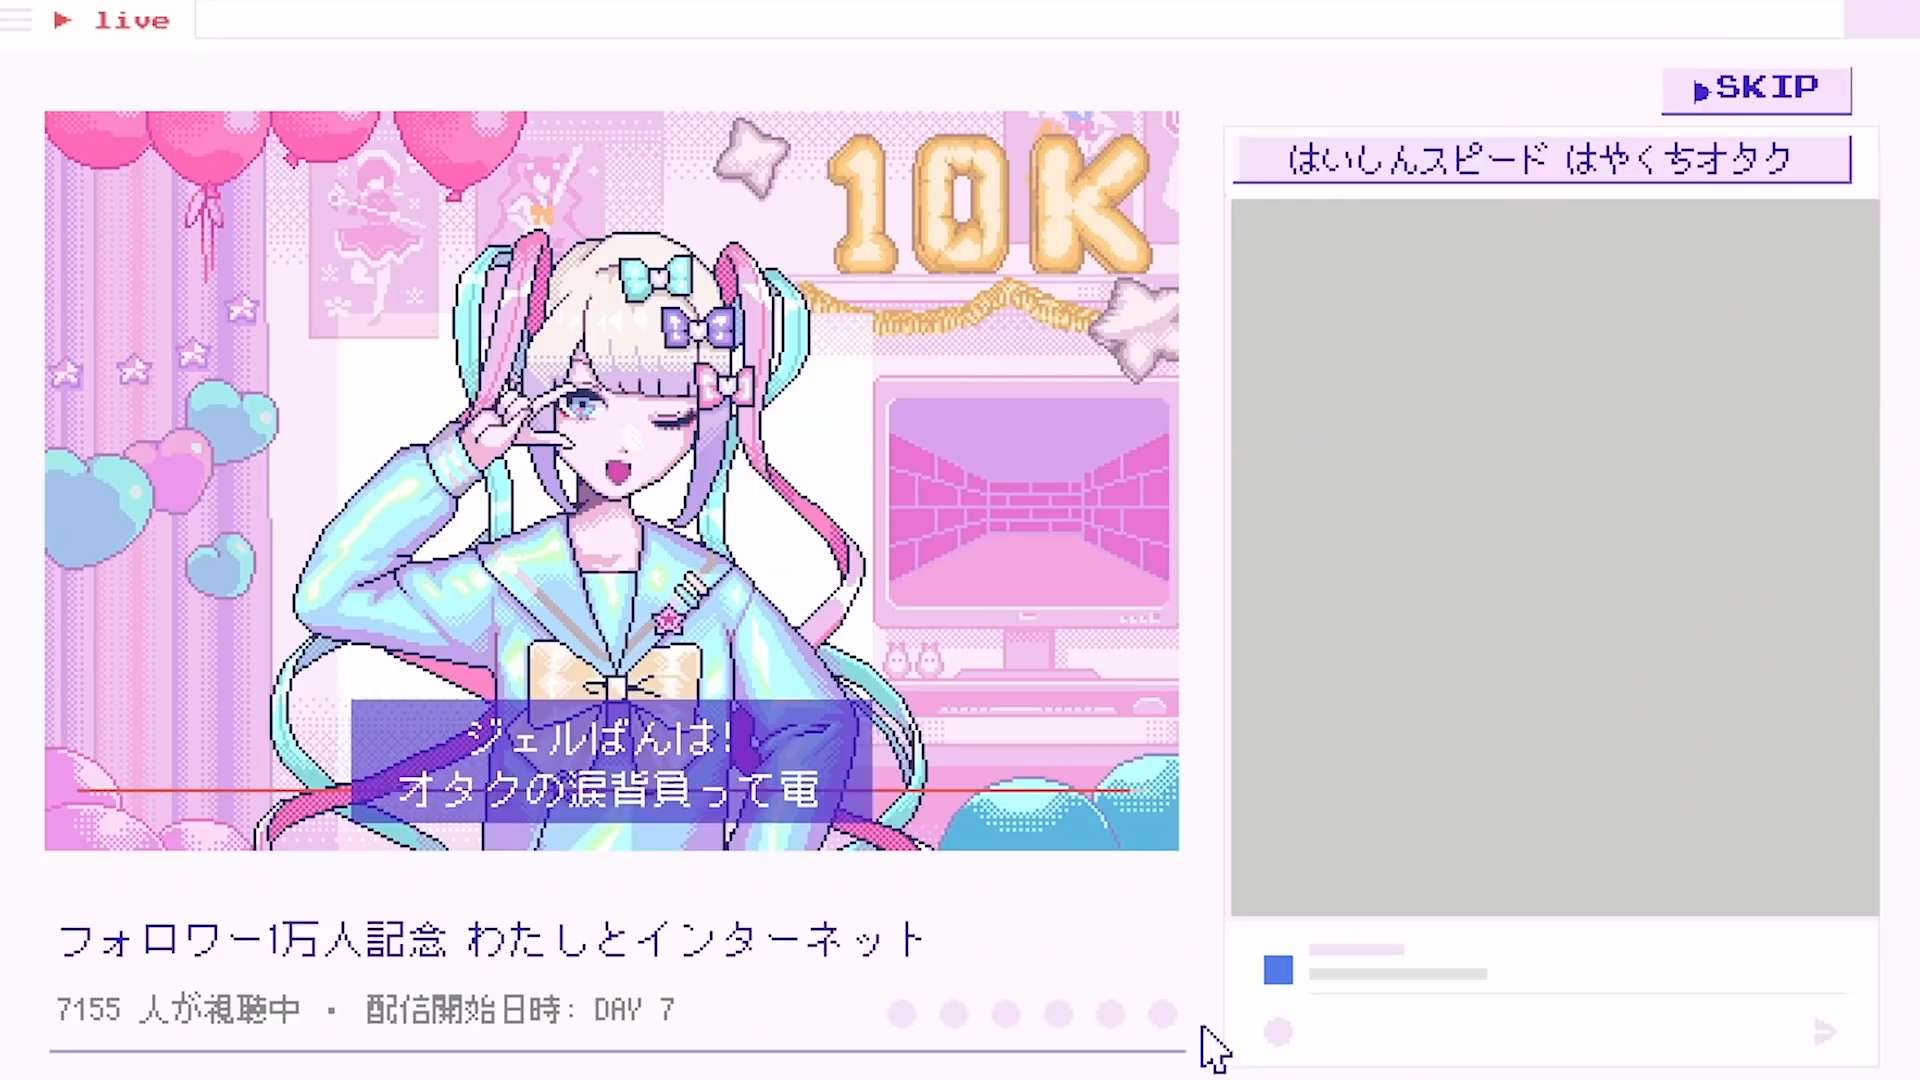 live
SKIP
はいしんスピード はやくちオタク
10K
ジェルばんは!
オタクの涙背負って電
フォロワー1万人記念 わたしとインターネット
7155 人が視聴中 ・ 配信開始日時: DAY 7